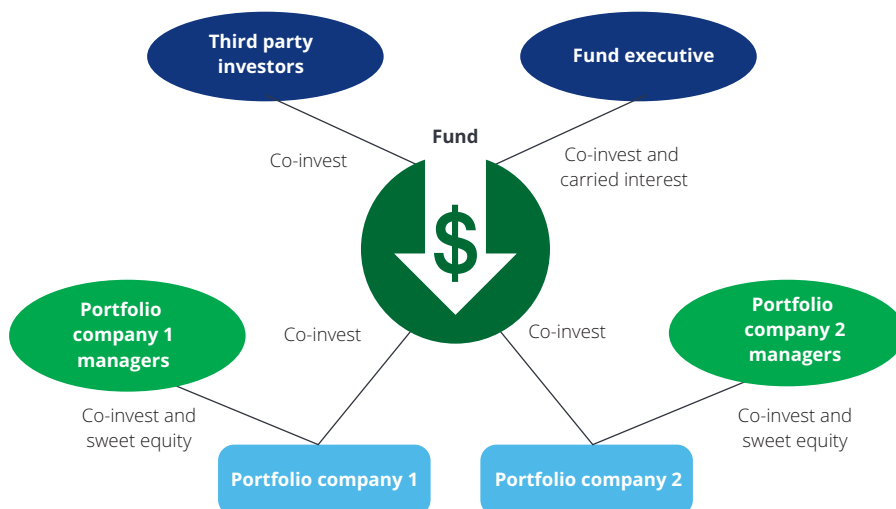 Third party
investors
Fund executive
Fund
Co-invest
Co-invest and
carried interest
$
Portfolio
company 1
managers
Co-invest
Co-invest
Portfolio
company 2
managers
Co-invest and
sweet equity
Co-invest and
sweet equity
Portfolio company 1
Portfolio company 2